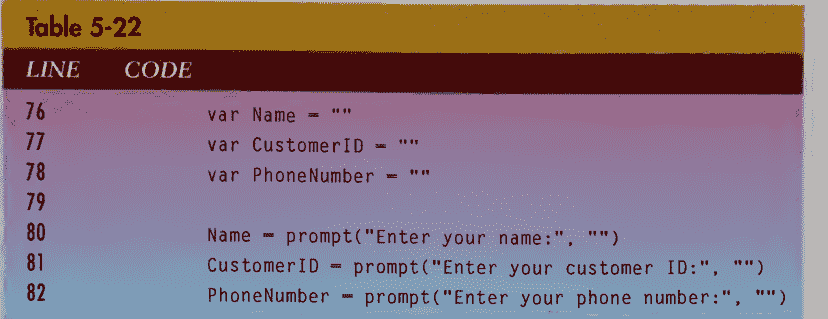 Table 5-22
LINE CODE
76 var Name = ""
77 var CustomerID = ""
78 var PhoneNumber = ""
79
80 Name = prompt("Enter your name:", "")
81 CustomerID = prompt("Enter your customer ID:", "")
82 PhoneNumber = prompt("Enter your phone number:", "")